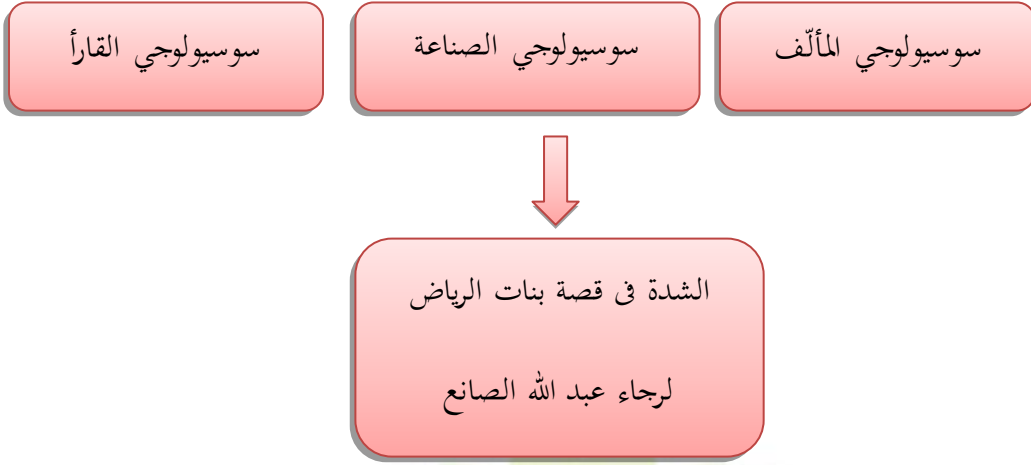 سوسيولوجي المألّف
سوسيولوجي الصناعة
سوسيولوجي القارأ
الشدة فى قصة بنات الرياض
لرجاء عبد الله الصانع